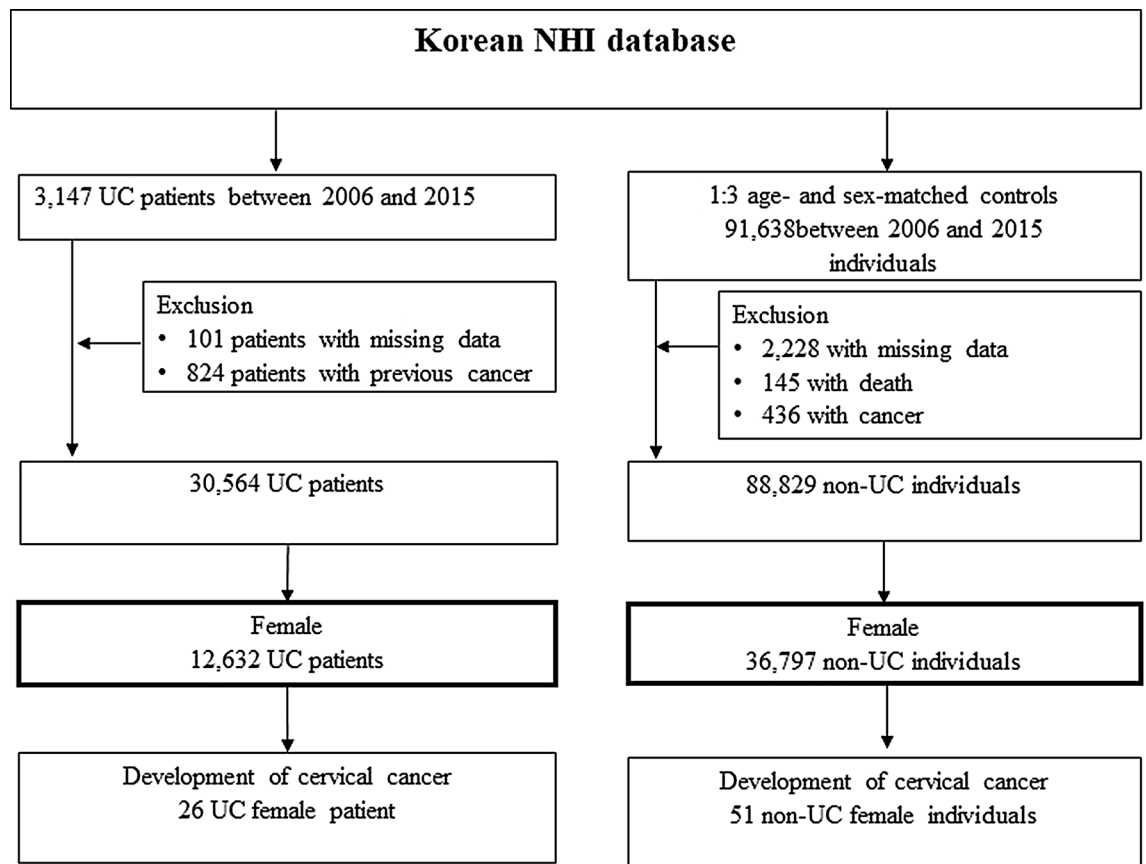 Korean NHI database
3,147 UC patients between 2006 and 2015
Exclusion
• 101 patients with missing data
• 824 patients with previous cancer
30,564 UC patients
Female
12,632 UC patients
Development of cervical cancer
26 UC female patient
1:3 age- and sex-matched controls
91,638between 2006 and 2015
individuals
Exclusion
• 2,228 with missing data
• 145 with death
• 436 with cancer
88,829 non-UC individuals
Female
36,797 non-UC individuals
Development of cervical cancer
51 non-UC female individuals